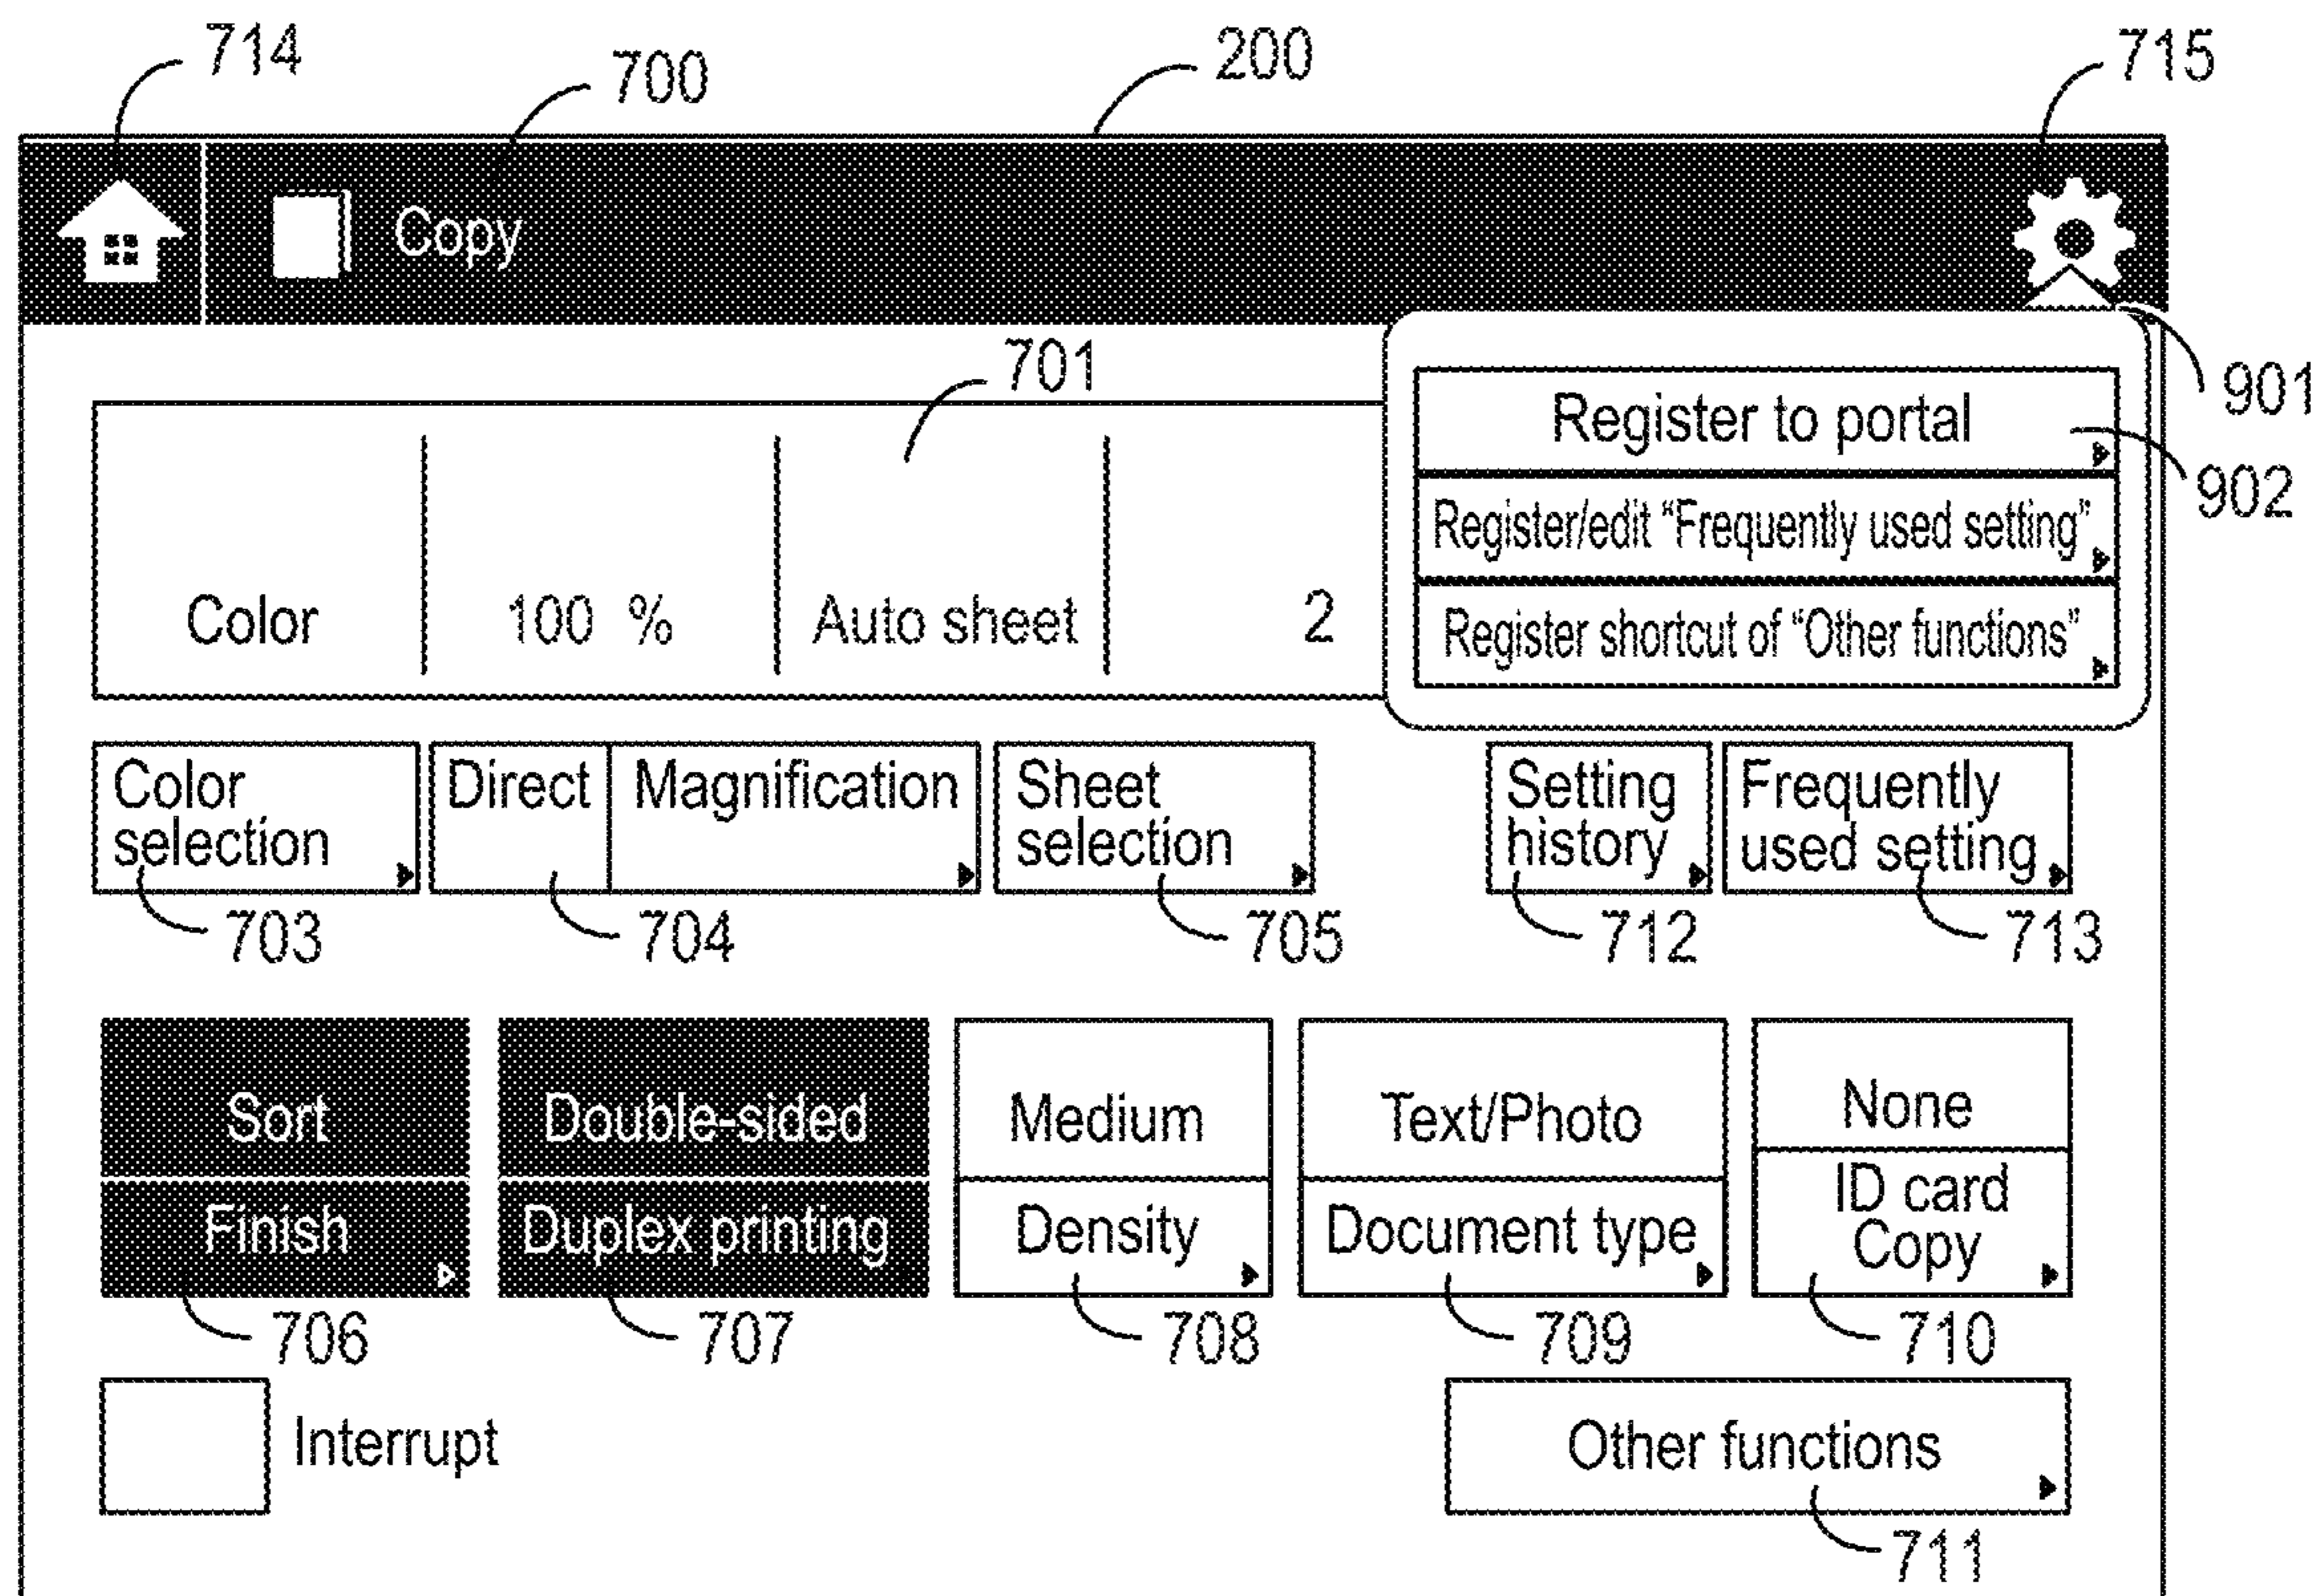 714
700
200
715
Copy
701
901
Register to portal
902
Register/edit “Frequently used setting”
Register shortcut of “Other functions”
Color
100 %
Auto sheet
2
Color
selection
Direct
Magnification
Sheet
selection
Setting
history
Frequently
used setting
703
704
705
712
713
Sort
Finish
Double-sided
Duplex printing
Medium
Density
Text/Photo
Document type
None
ID card
Copy
706
707
708
709
710
Interrupt
Other functions
711